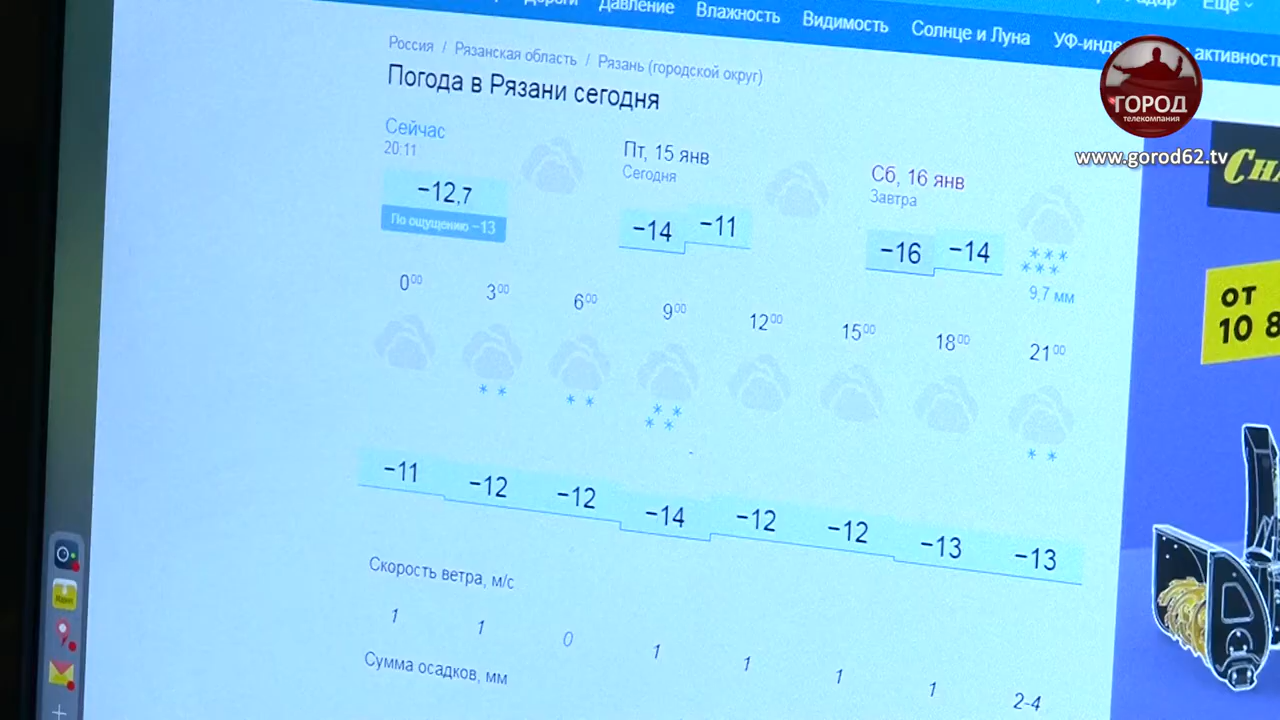 Давление Влажность Видимость Солнце и Луна
Ещё
активность
Россия / Рязанская область / Рязань (городской округ)
Погода в Рязани сегодня
ГОРОД
телекомпания
www.gorod62.tv
Сейчас
20:11
−12,7
По ощущению −13
Пт, 15 янв
Сегодня
−14 −11
Сб, 16 янв
Завтра
−16 −14
9,7 мм
0⁰⁰ 3⁰⁰ 6⁰⁰ 9⁰⁰ 12⁰⁰ 15⁰⁰ 18⁰⁰ 21⁰⁰
−11 −12 −12 −14 −12 −12 −13 −13
Скорость ветра, м/с
1 1 0 1 1 1 1 2-4
Сумма осадков, мм
ОТ
10 8